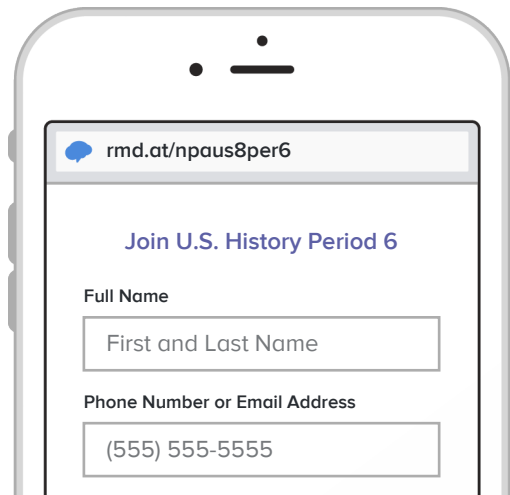 rmd.at/npaus8per6
Join U.S. History Period 6
Full Name
First and Last Name
Phone Number or Email Address
(555) 555-5555